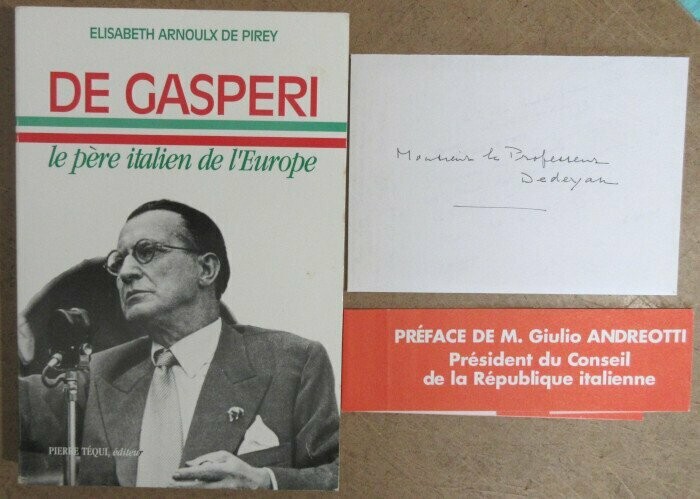 ELISABETH ARNOULX DE PIREY
DE GASPERI
le père italien de l'Europe
PIERRE TÉQUI, éditeur
Monsieur le Professeur
Dedeyan
PRÉFACE DE M. Giulio ANDREOTTI
Président du Conseil
de la République italienne